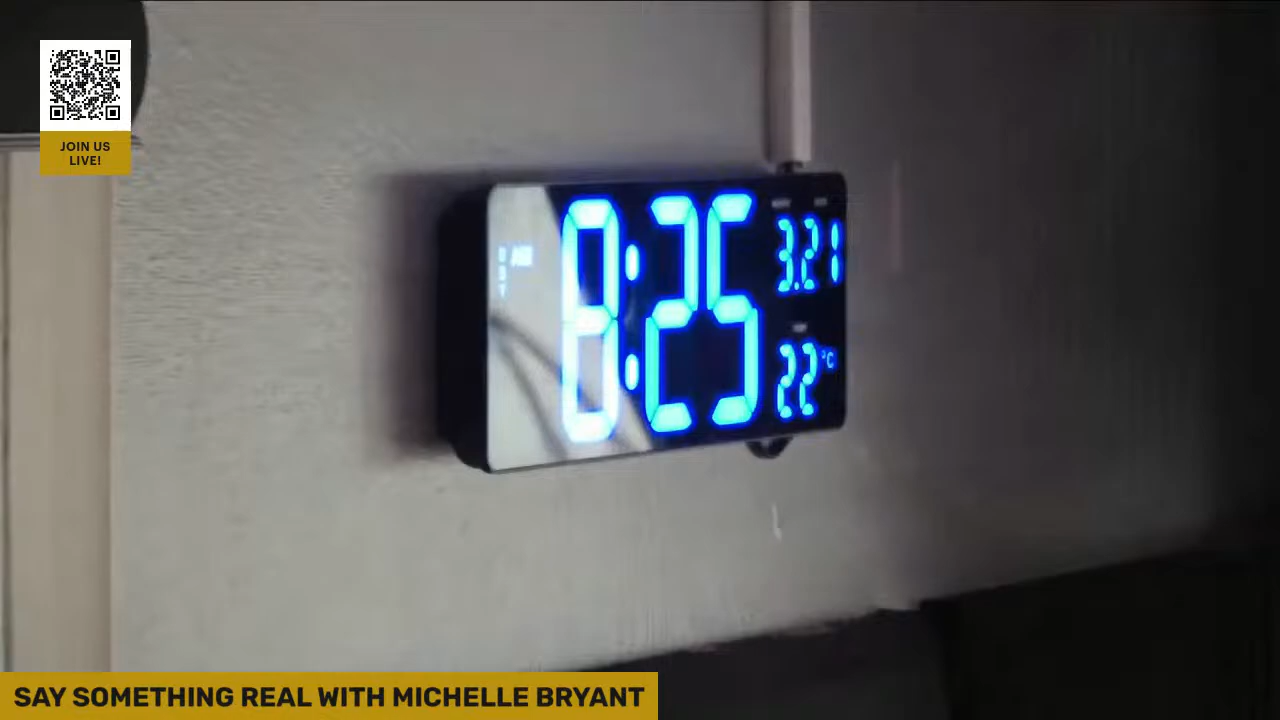 JOIN US
LIVE!
8:25
3.21
22 °C
SAY SOMETHING REAL WITH MICHELLE BRYANT